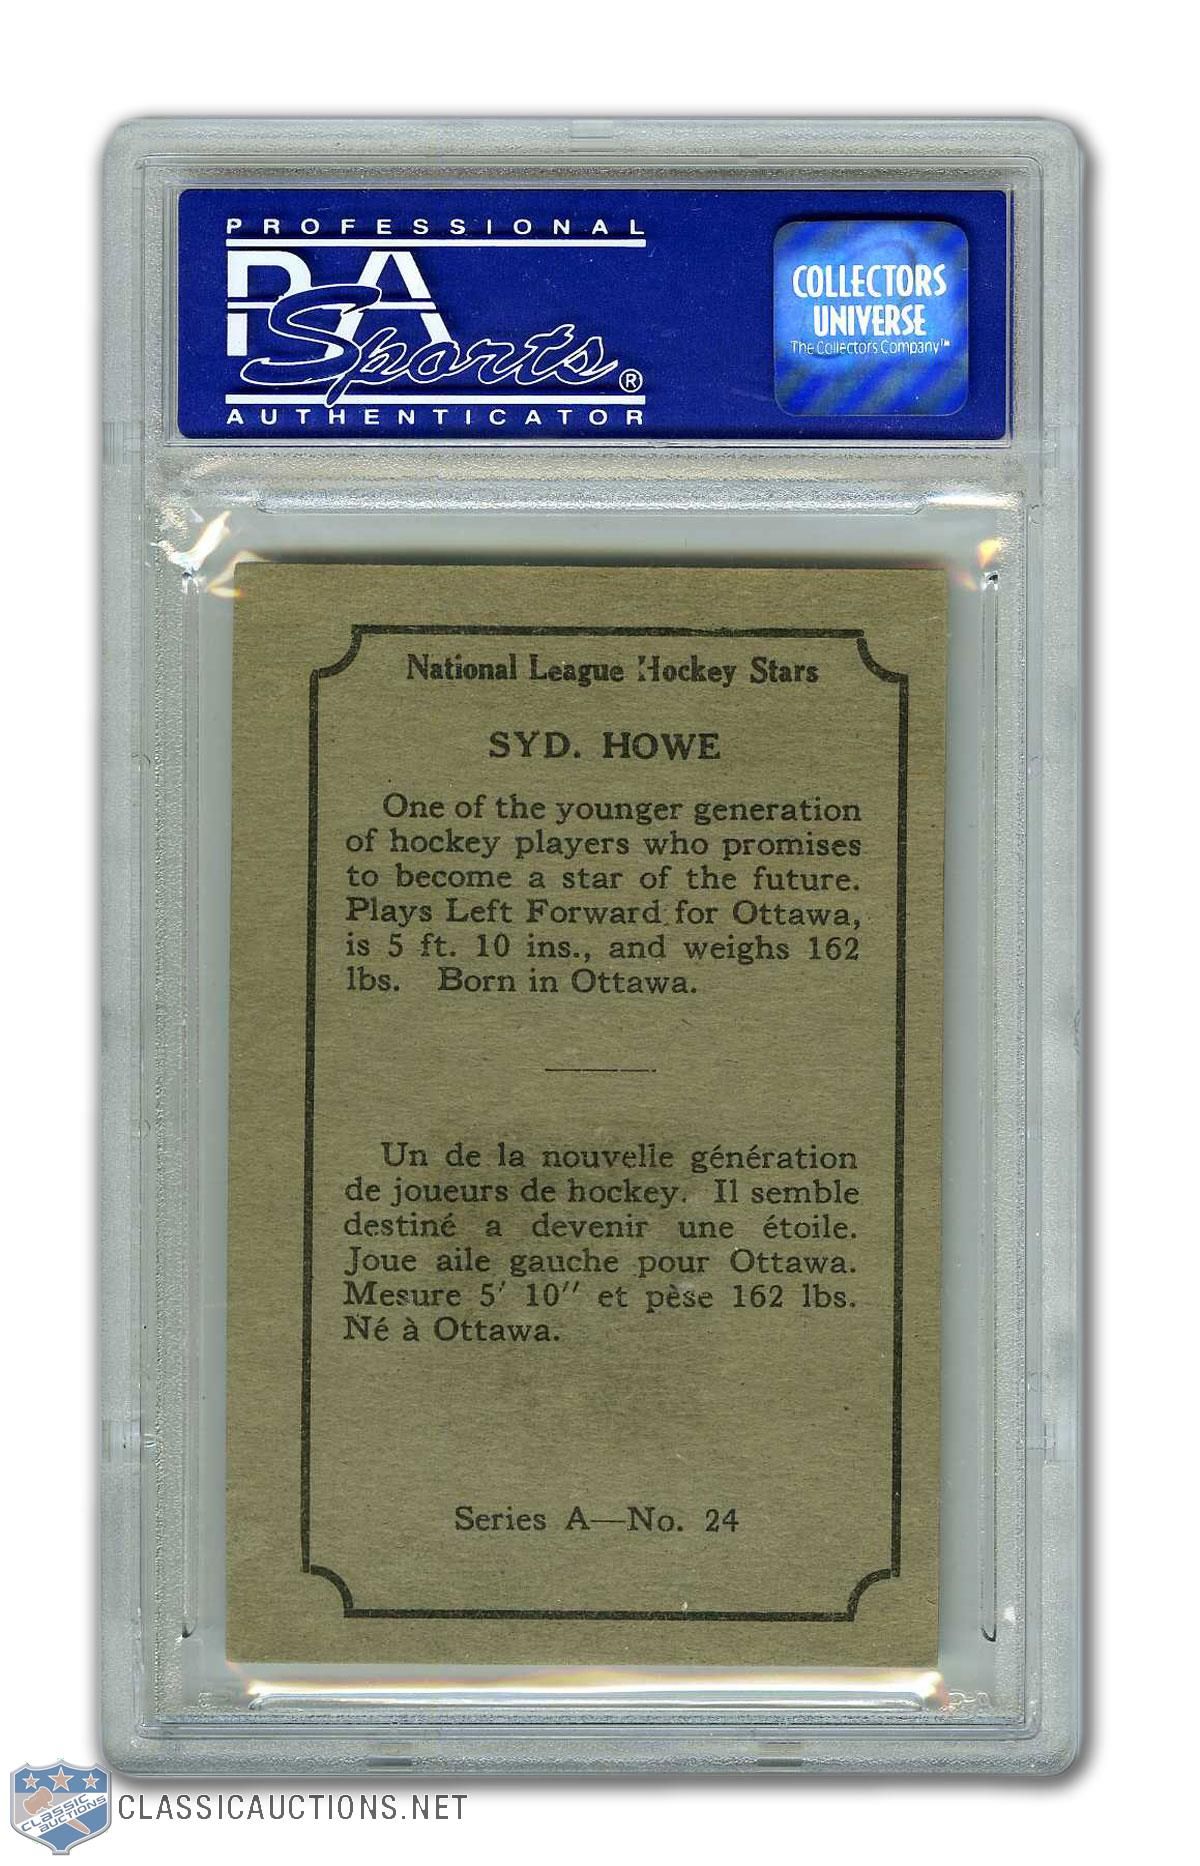 PROFESSIONAL
PSA
Sports®
AUTHENTICATOR
COLLECTORS
UNIVERSE
The Collectors Company™
National League Hockey Stars
SYD. HOWE
One of the younger generation
of hockey players who promises
to become a star of the future.
Plays Left Forward for Ottawa,
is 5 ft. 10 ins., and weighs 162
lbs. Born in Ottawa.
Un de la nouvelle génération
de joueurs de hockey. Il semble
destiné a devenir une étoile.
Joue aile gauche pour Ottawa.
Mesure 5′ 10″ et pèse 162 lbs.
Né à Ottawa.
Series A—No. 24
CLASSIC
AUCTIONS
CLASSICAUCTIONS.NET